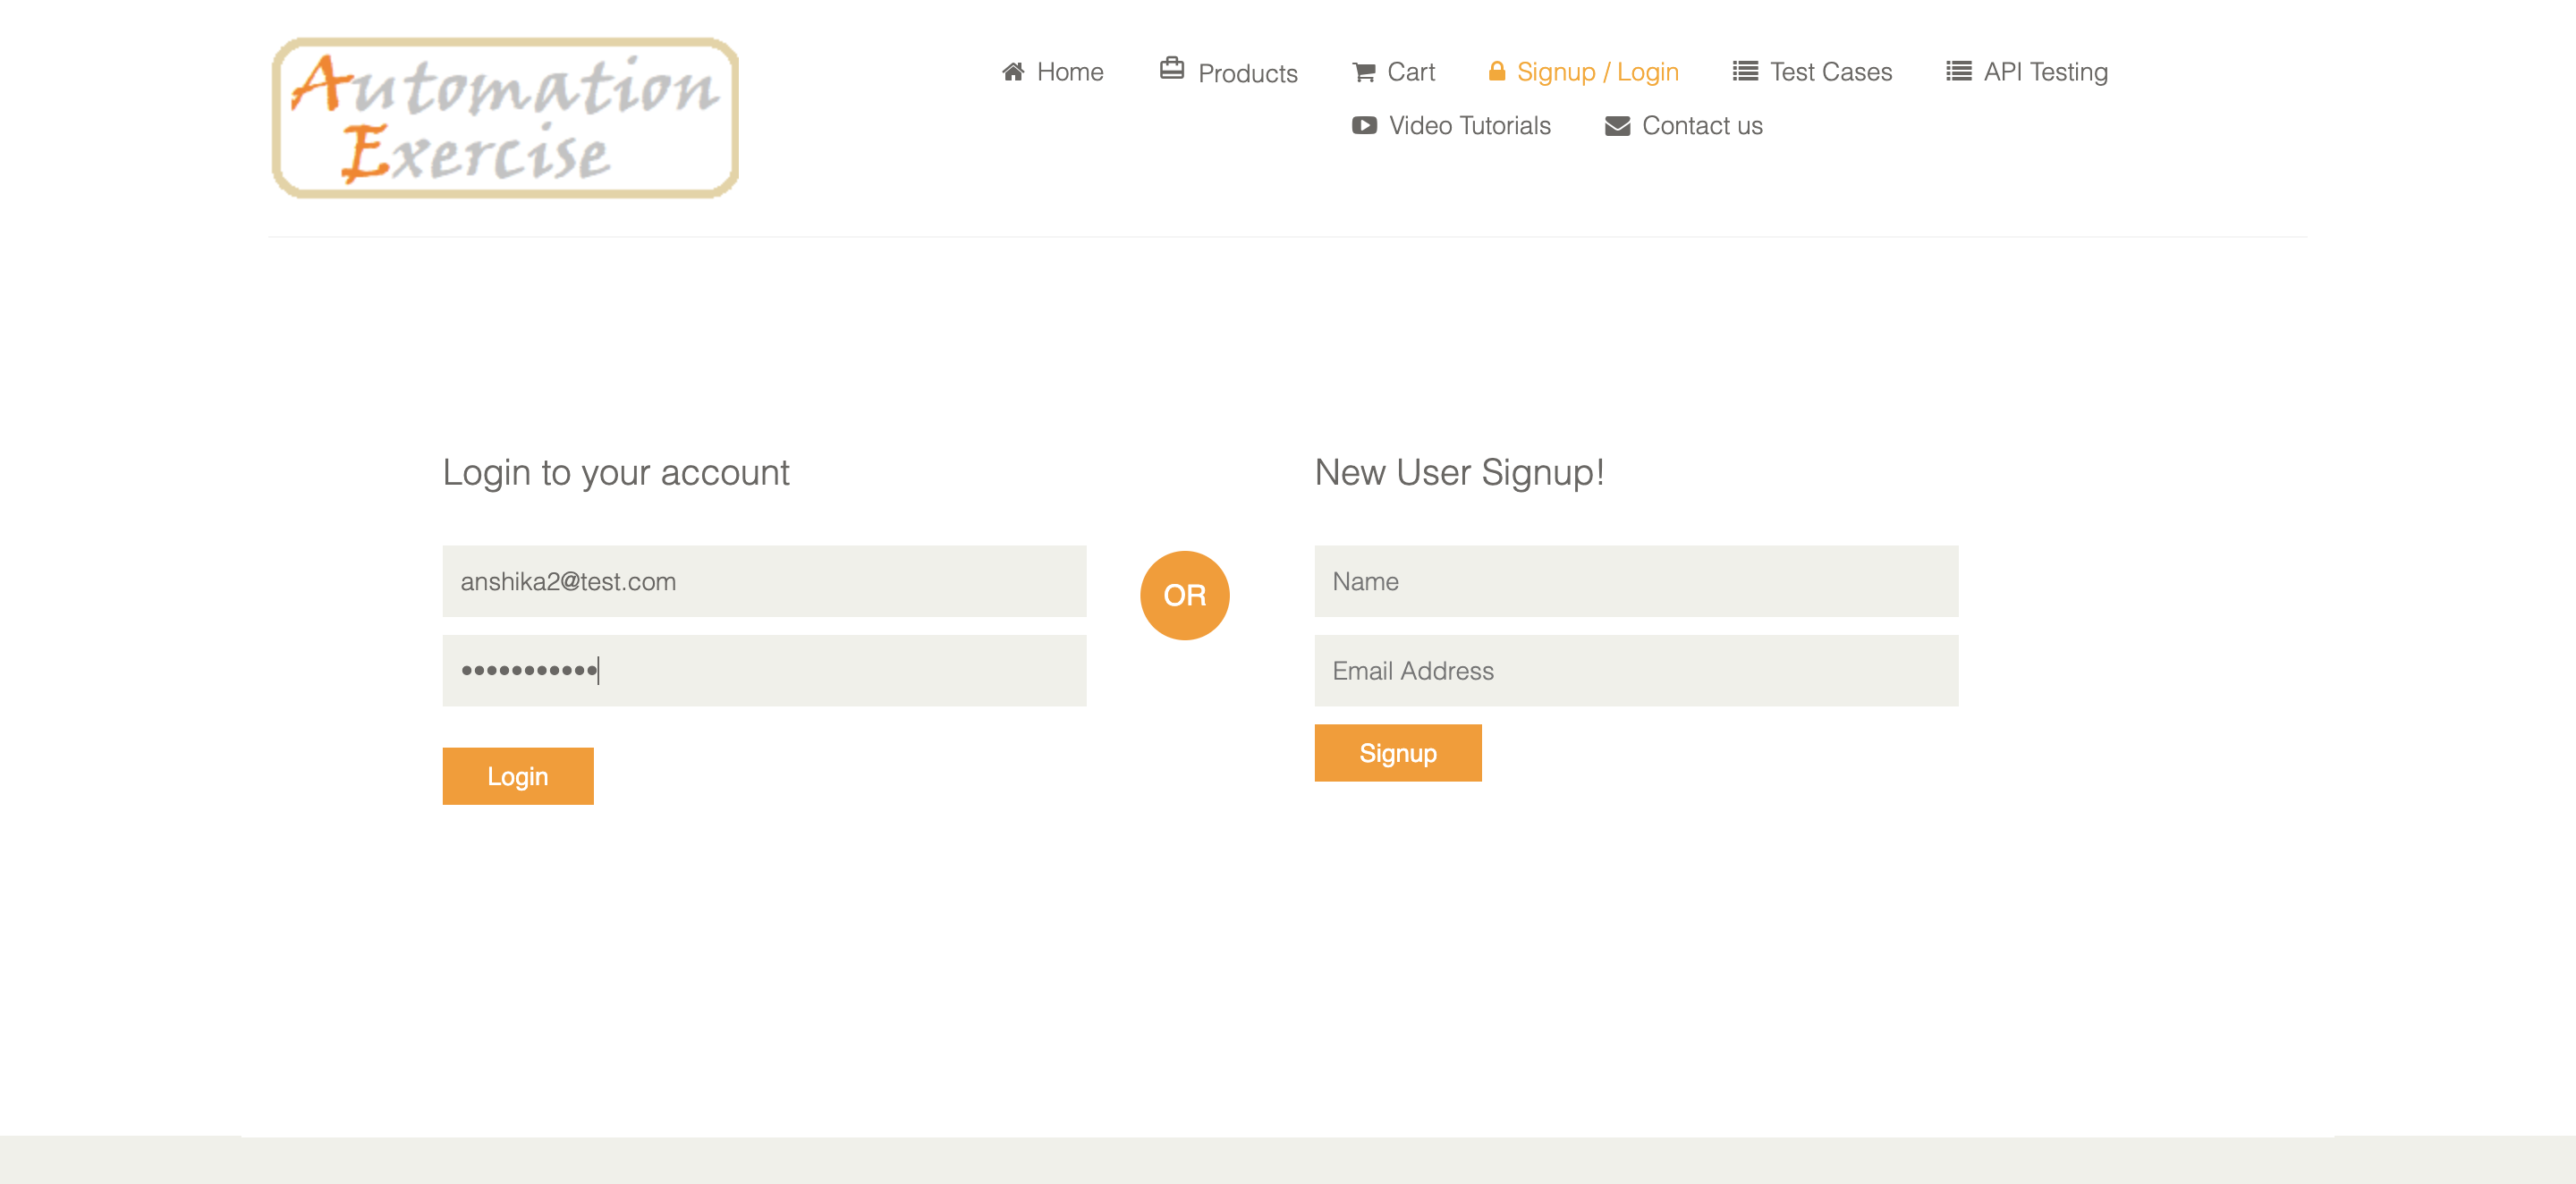 Automation
Exercise
Home Products Cart Signup / Login Test Cases API Testing
Video Tutorials Contact us
Login to your account
anshika2@test.com
•••••••••••
Login
OR
New User Signup!
Name
Email Address
Signup